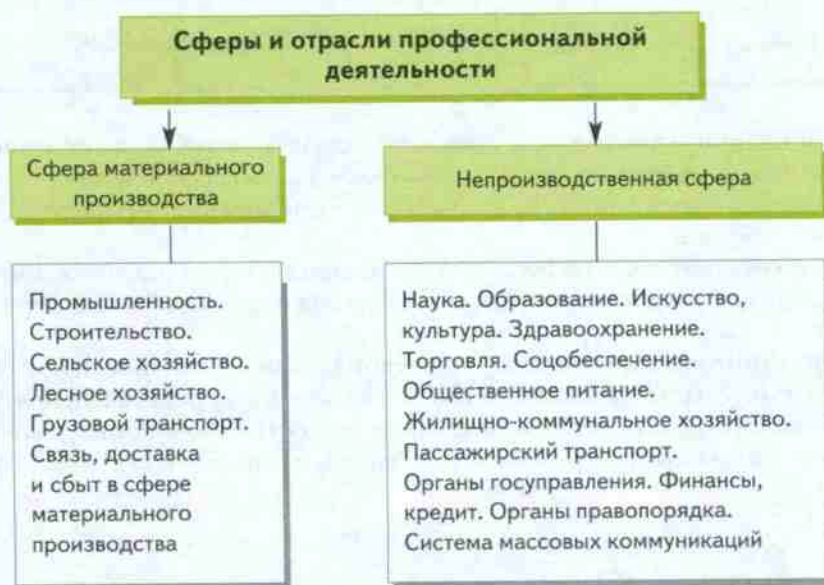 Сферы и отрасли профессиональной
деятельности
Сфера материального
производства
Непроизводственная сфера
Промышленность.
Строительство.
Сельское хозяйство.
Лесное хозяйство.
Грузовой транспорт.
Связь, доставка
и сбыт в сфере
материального
производства
Наука. Образование. Искусство,
культура. Здравоохранение.
Торговля. Соцобеспечение.
Общественное питание.
Жилищно-коммунальное хозяйство.
Пассажирский транспорт.
Органы госуправления. Финансы,
кредит. Органы правопорядка.
Система массовых коммуникаций